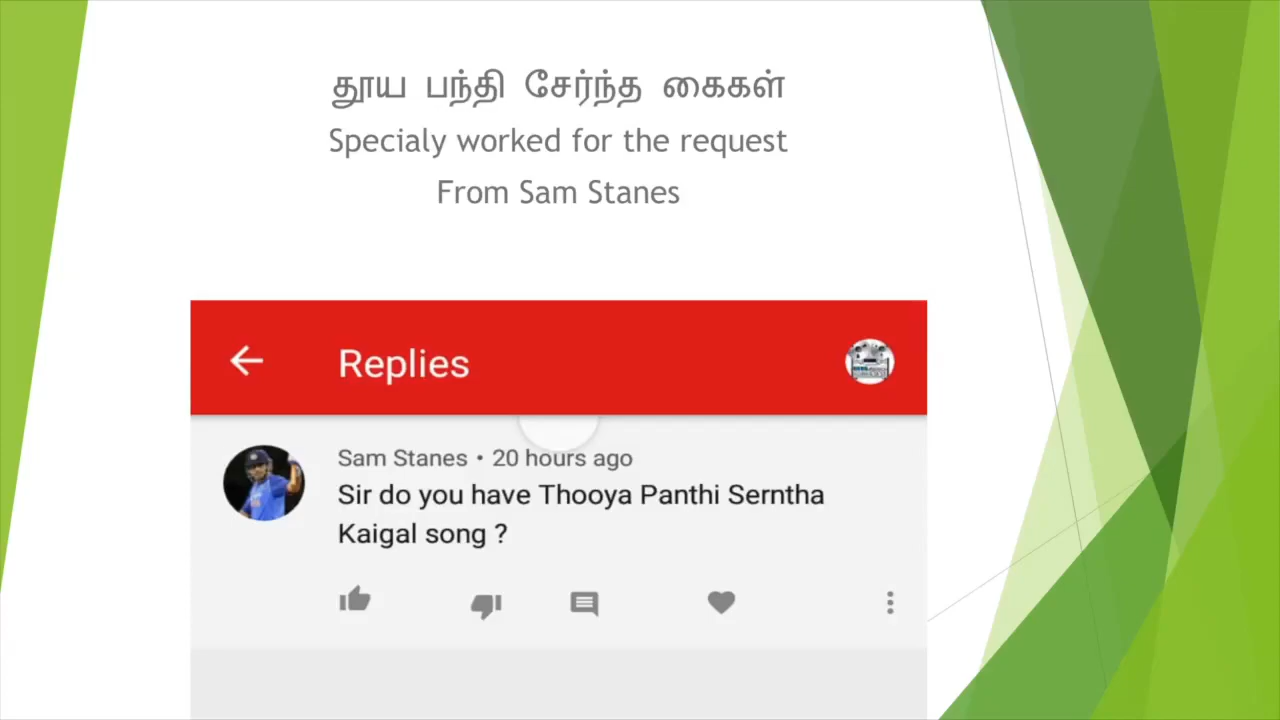 தூய பந்தி சேர்ந்த கைகள்
Specialy worked for the request
From Sam Stanes
Replies
Sam Stanes • 20 hours ago
Sir do you have Thooya Panthi Serntha
Kaigal song ?